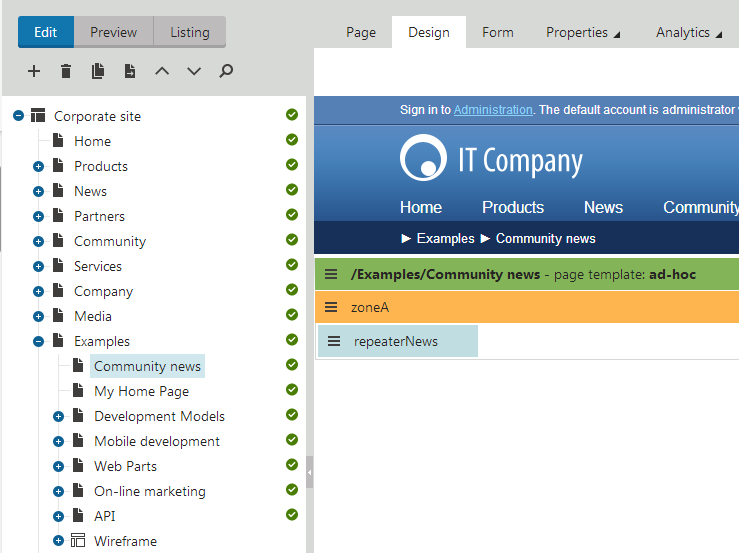 Edit Preview Listing
Page Design Form Properties Analytics
Corporate site
Home
Products
News
Partners
Community
Services
Company
Media
Examples
Community news
My Home Page
Development Models
Mobile development
Web Parts
On-line marketing
API
Wireframe
Sign in to Administration. The default account is administrator
IT Company
Home Products News Community
Examples Community news
/Examples/Community news - page template: ad-hoc
zoneA
repeaterNews